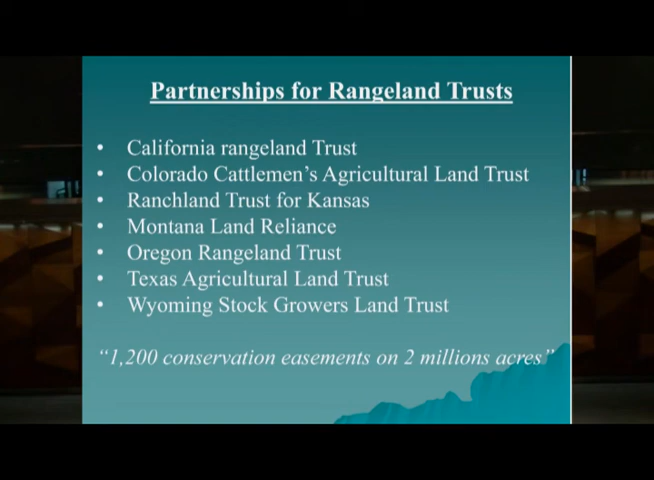 Partnerships for Rangeland Trusts
• California rangeland Trust
• Colorado Cattlemen's Agricultural Land Trust
• Ranchland Trust for Kansas
• Montana Land Reliance
• Oregon Rangeland Trust
• Texas Agricultural Land Trust
• Wyoming Stock Growers Land Trust
“1,200 conservation easements on 2 millions acres”